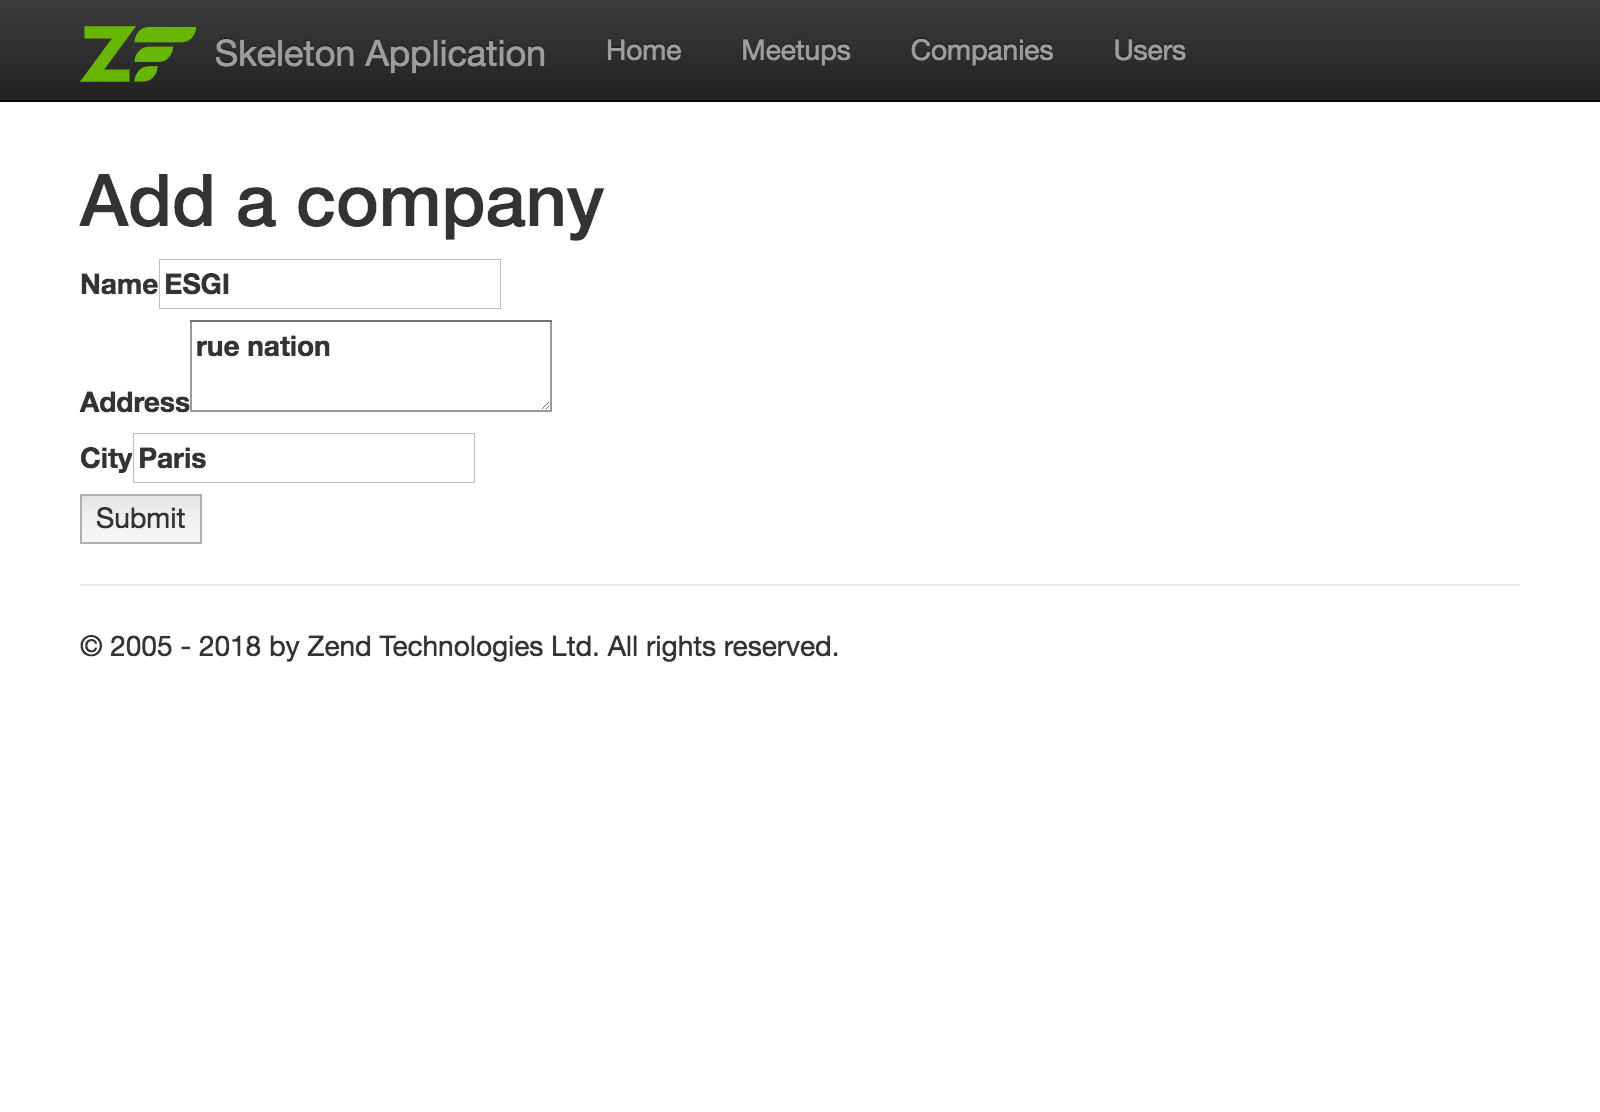 ZF Skeleton Application Home Meetups Companies Users
Add a company
Name ESGI
rue nation
Address
City Paris
Submit
© 2005 - 2018 by Zend Technologies Ltd. All rights reserved.